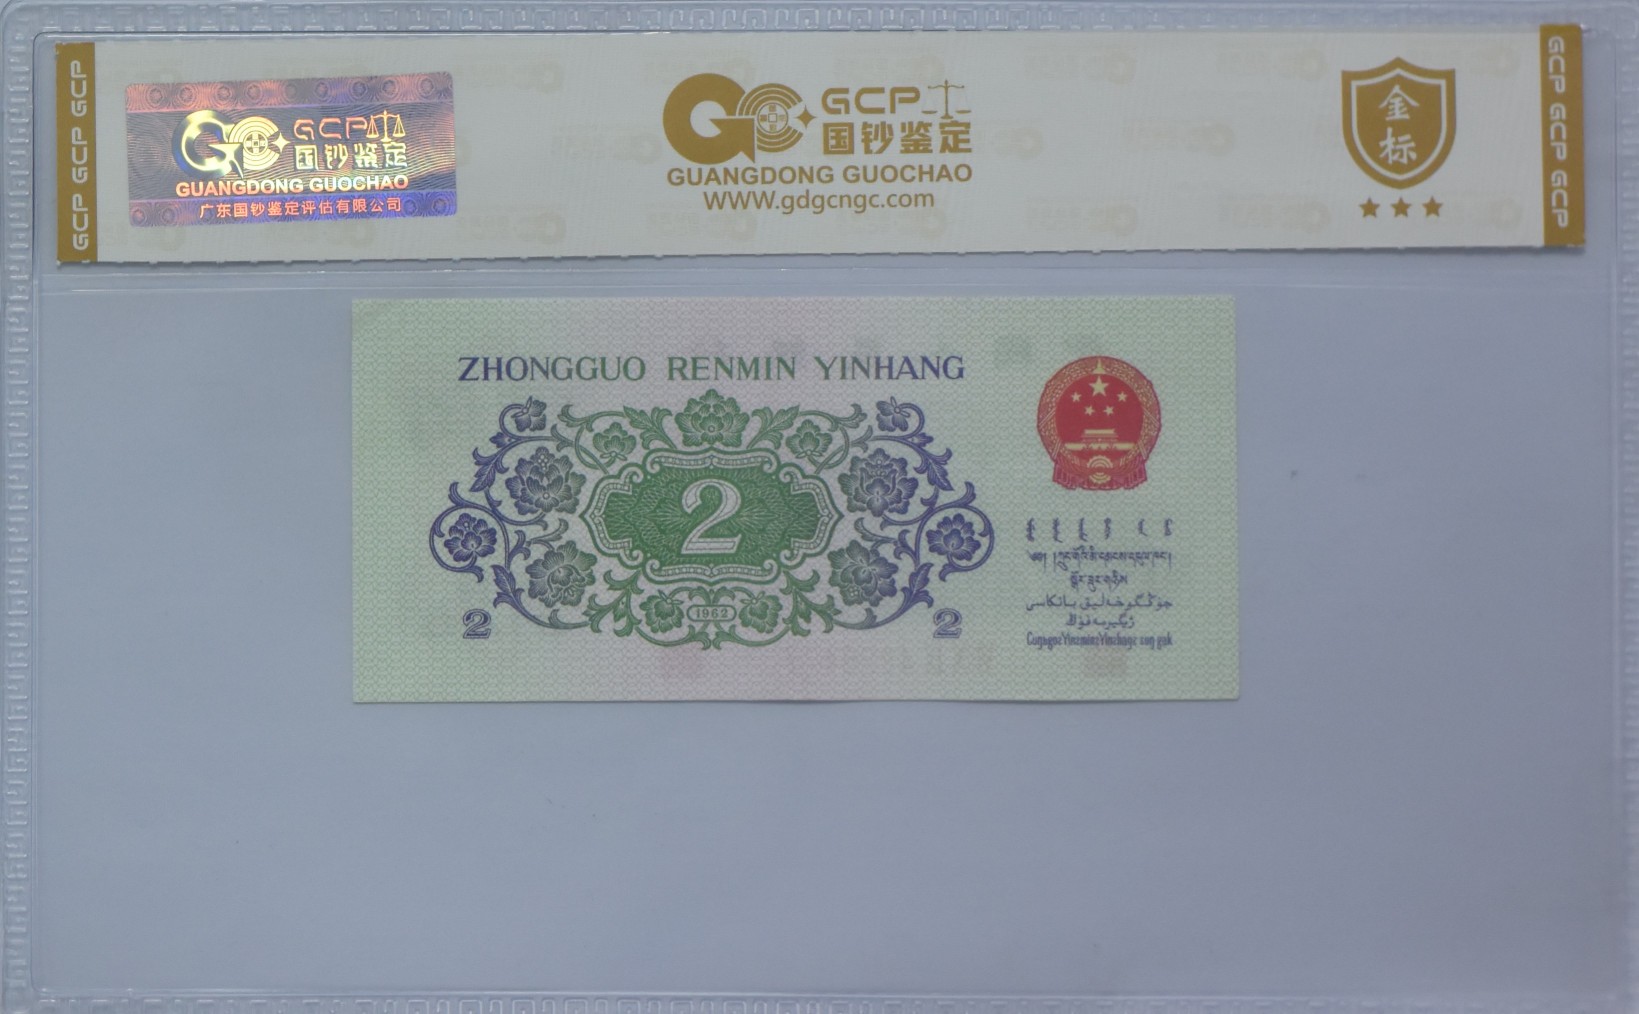 GCP GCP GCP
GCP
国钞鉴定
GUANGDONG GUOCHAO
广东国钞鉴定评估有限公司
GCP
国钞鉴定
GUANGDONG GUOCHAO
WWW.gdgcngc.com
金
标
GCP GCP GCP
ZHONGGUO RENMIN YINHANG
2
1962
2
2
جۇڭگو خەلىق بانكاسى